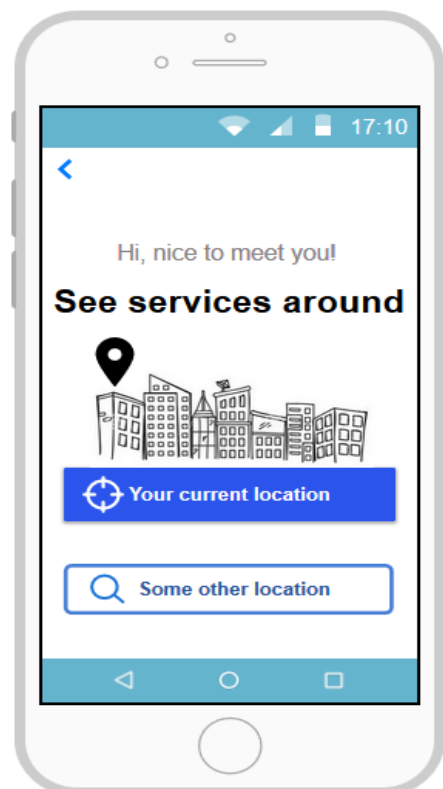 17:10
Hi, nice to meet you!
See services around
Your current location
Some other location